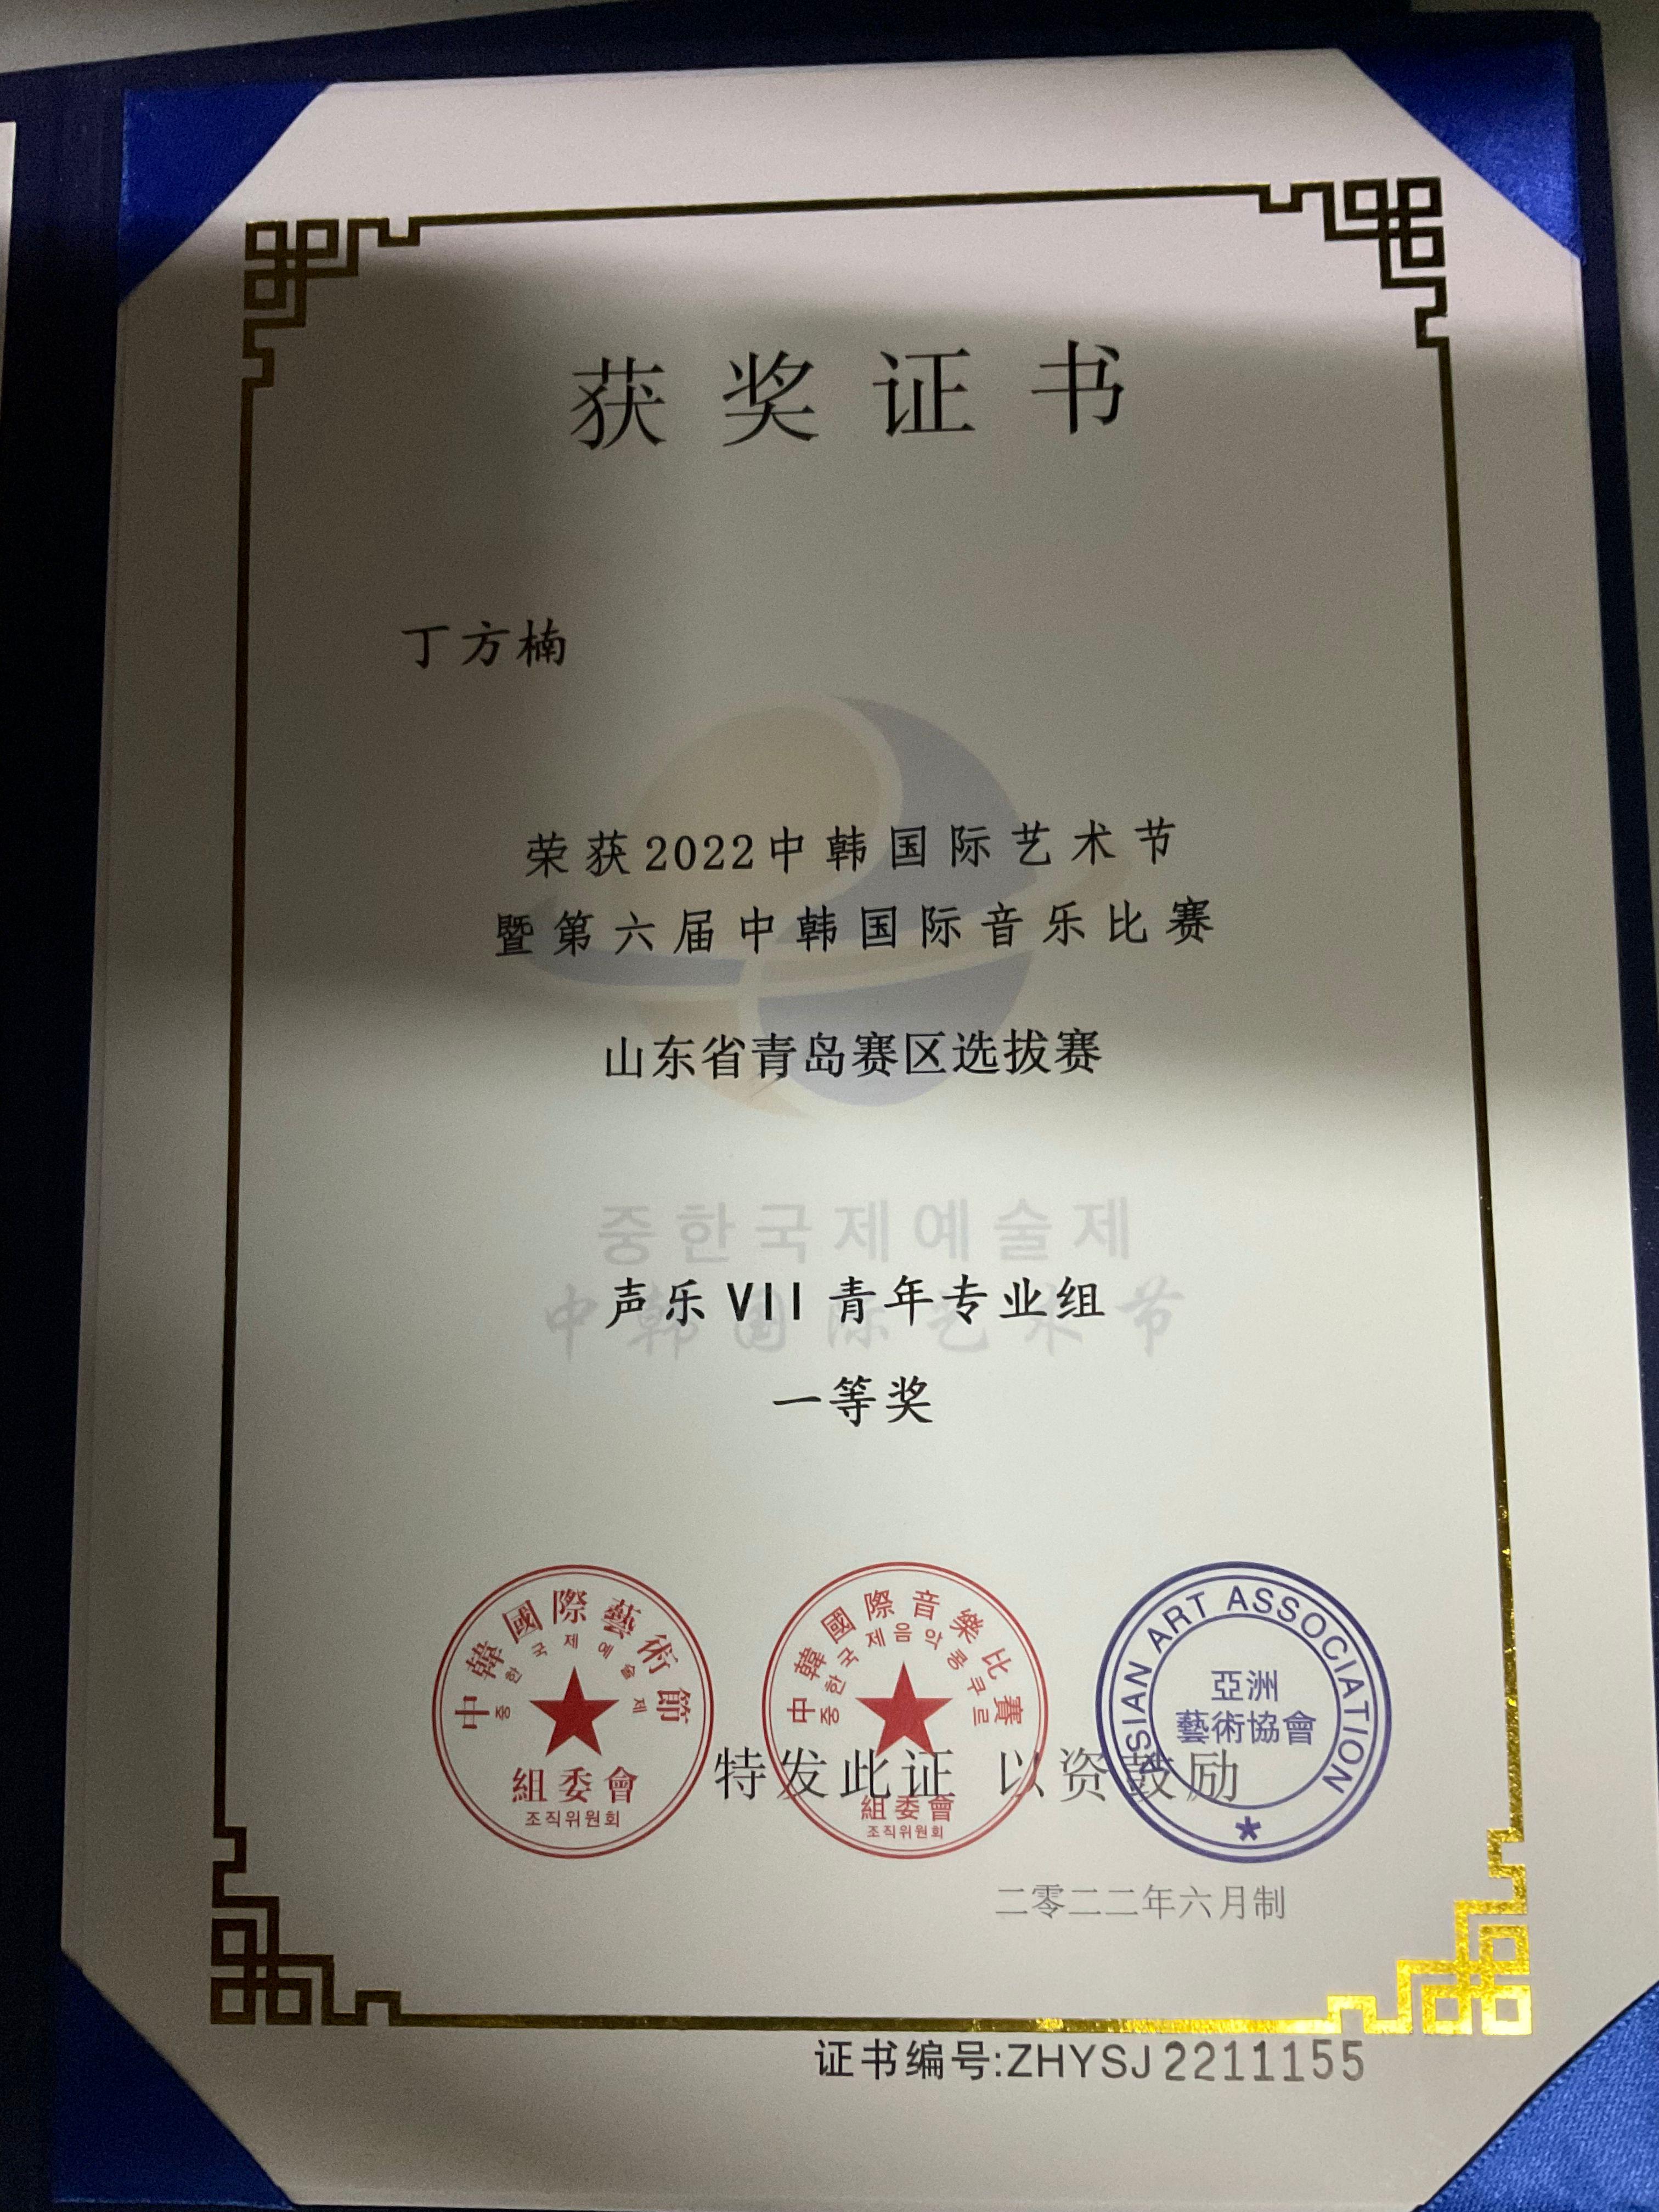 获奖证书
丁方楠
荣获2022中韩国际艺术节
暨第六届中韩国际音乐比赛
山东省青岛赛区选拔赛
중한국제예술제
声乐 VII 青年专业组
中韩国际艺术节
一等奖
中韓國際藝術節
중한국제예술제
組委會
조직위원회
中韓國際音樂比賽
중한국제음악콩쿠르
組委會
조직위원회
ASIAN ART ASSOCIATION
亞洲
藝術協會
特发此证 以资鼓励
二零二二年六月制
证书编号:ZHYSJ2211155